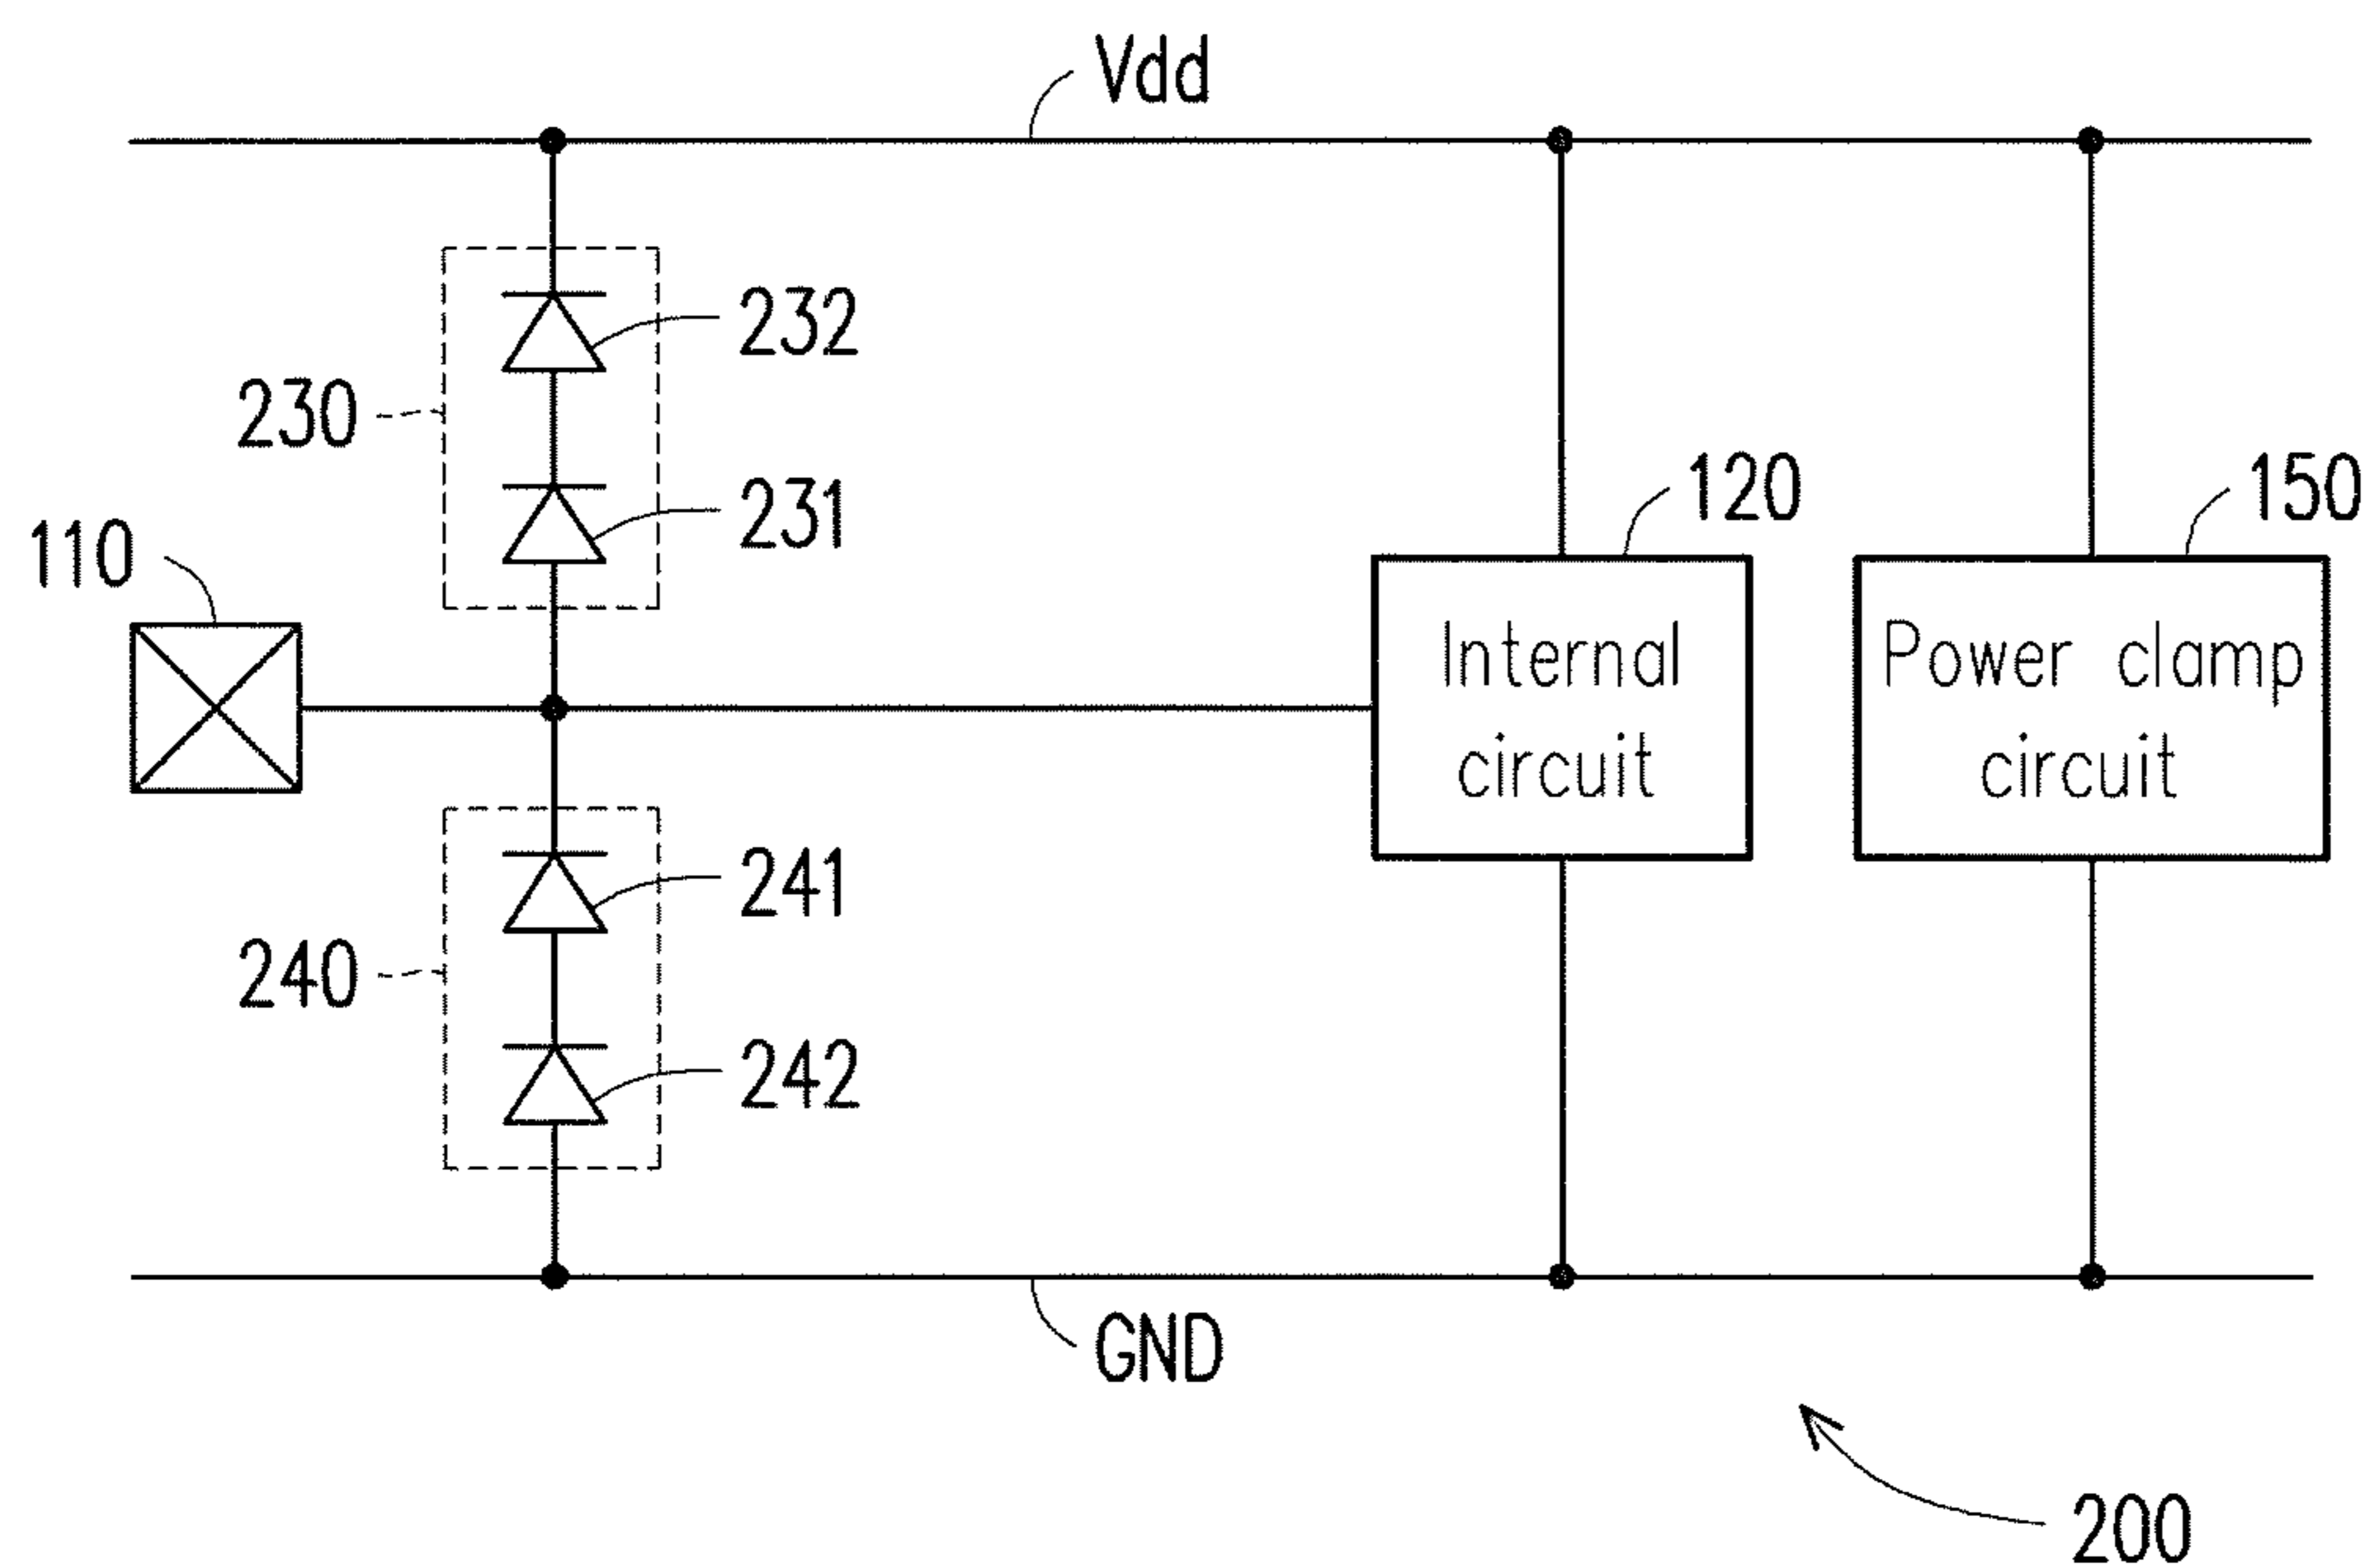 Vdd
232
230
231
120
150
110
Internal
circuit
Power clamp
circuit
241
240
242
GND
200